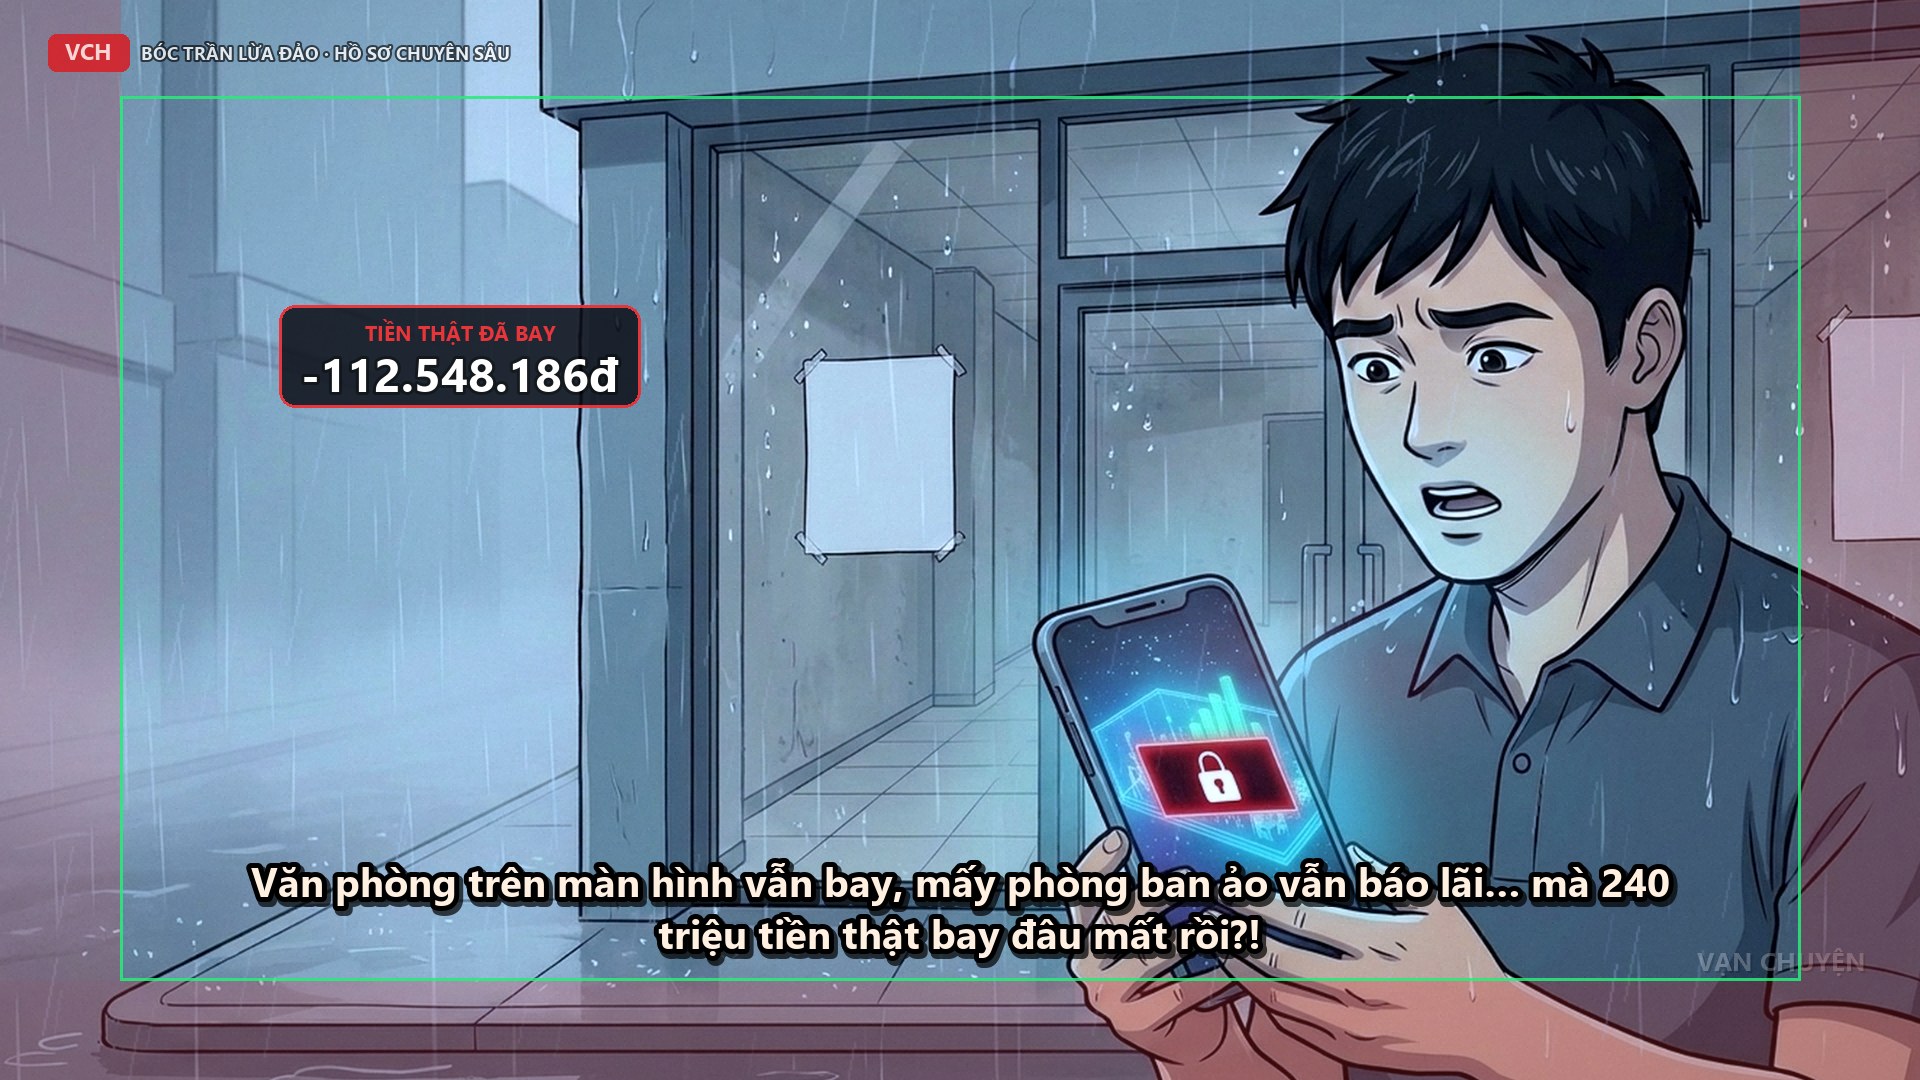 VCH BÓC TRẦN LỪA ĐẢO · HỒ SƠ CHUYÊN SÂU
TIỀN THẬT ĐÃ BAY
-112.548.186đ
Văn phòng trên màn hình vẫn bay, mấy phòng ban ảo vẫn báo lãi... mà 240
triệu tiền thật bay đâu mất rồi?!
VẠN CHUYỆN